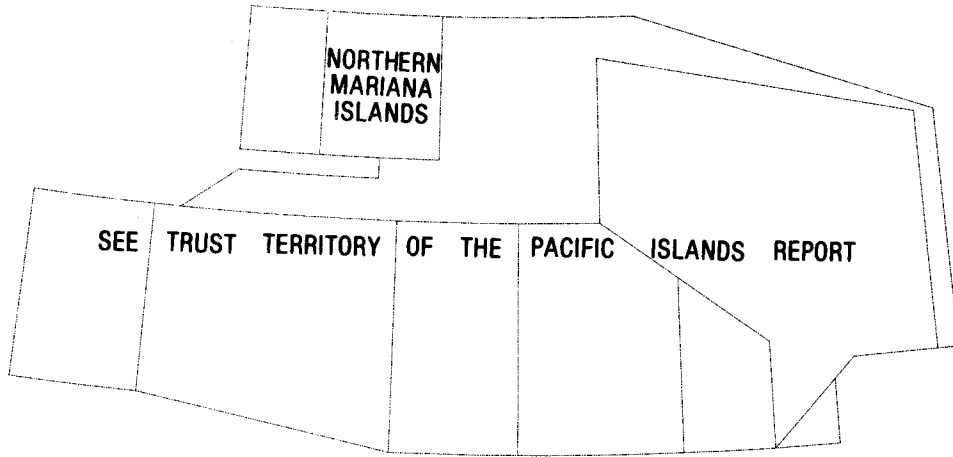 NORTHERN
MARIANA
ISLANDS
SEE TRUST TERRITORY OF THE PACIFIC ISLANDS REPORT